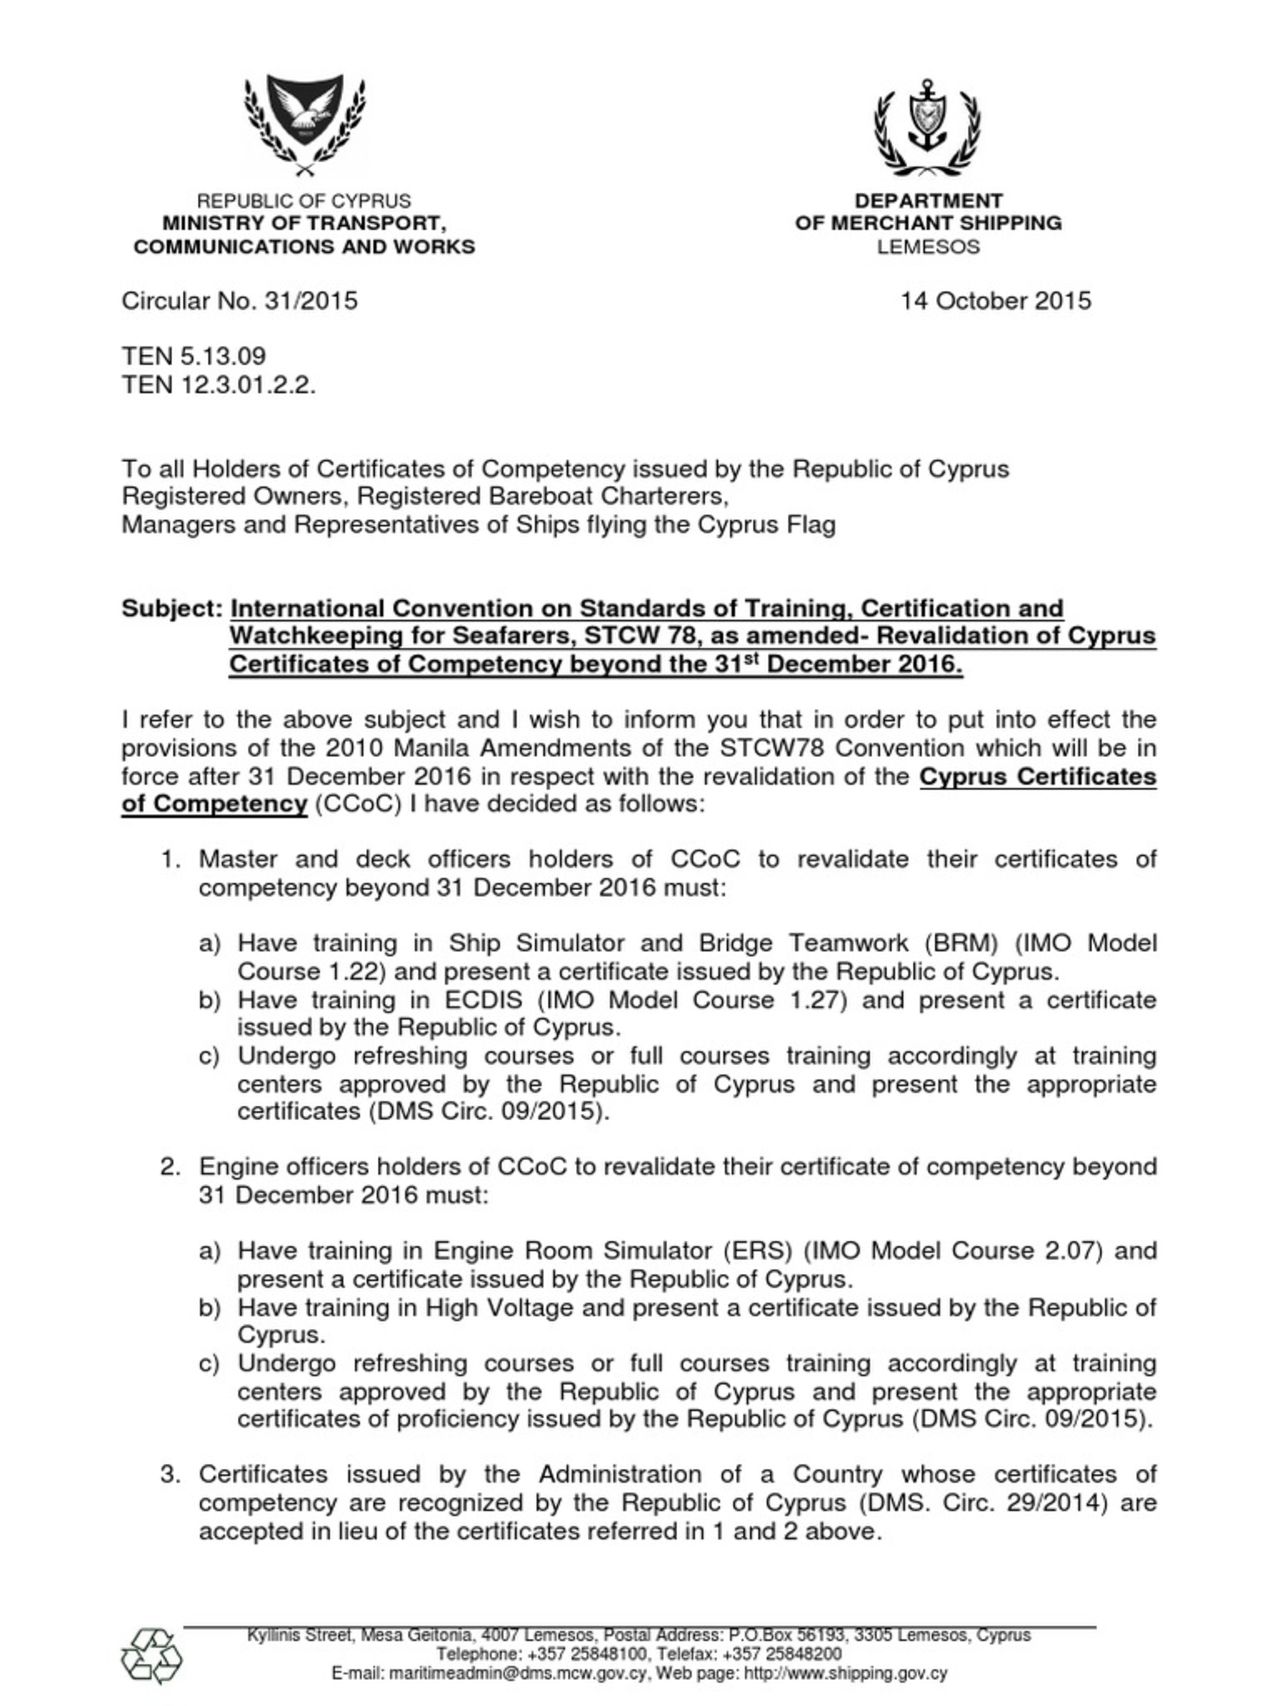 REPUBLIC OF CYPRUS
MINISTRY OF TRANSPORT,
COMMUNICATIONS AND WORKS
DEPARTMENT
OF MERCHANT SHIPPING
LEMESOS
Circular No. 31/2015
14 October 2015
TEN 5.13.09
TEN 12.3.01.2.2.
To all Holders of Certificates of Competency issued by the Republic of Cyprus
Registered Owners, Registered Bareboat Charterers,
Managers and Representatives of Ships flying the Cyprus Flag
Subject: International Convention on Standards of Training, Certification and
Watchkeeping for Seafarers, STCW 78, as amended- Revalidation of Cyprus
Certificates of Competency beyond the 31st December 2016.
I refer to the above subject and I wish to inform you that in order to put into effect the
provisions of the 2010 Manila Amendments of the STCW78 Convention which will be in
force after 31 December 2016 in respect with the revalidation of the Cyprus Certificates
of Competency (CCoC) I have decided as follows:
1. Master and deck officers holders of CCoC to revalidate their certificates of
competency beyond 31 December 2016 must:
a) Have training in Ship Simulator and Bridge Teamwork (BRM) (IMO Model
Course 1.22) and present a certificate issued by the Republic of Cyprus.
b) Have training in ECDIS (IMO Model Course 1.27) and present a certificate
issued by the Republic of Cyprus.
c) Undergo refreshing courses or full courses training accordingly at training
centers approved by the Republic of Cyprus and present the appropriate
certificates (DMS Circ. 09/2015).
2. Engine officers holders of CCoC to revalidate their certificate of competency beyond
31 December 2016 must:
a) Have training in Engine Room Simulator (ERS) (IMO Model Course 2.07) and
present a certificate issued by the Republic of Cyprus.
b) Have training in High Voltage and present a certificate issued by the Republic of
Cyprus.
c) Undergo refreshing courses or full courses training accordingly at training
centers approved by the Republic of Cyprus and present the appropriate
certificates of proficiency issued by the Republic of Cyprus (DMS Circ. 09/2015).
3. Certificates issued by the Administration of a Country whose certificates of
competency are recognized by the Republic of Cyprus (DMS. Circ. 29/2014) are
accepted in lieu of the certificates referred in 1 and 2 above.
Kyllinis Street, Mesa Geitonia, 4007 Lemesos, Postal Address: P.O.Box 56193, 3305 Lemesos, Cyprus
Telephone: +357 25848100, Telefax: +357 25848200
E-mail: maritimeadmin@dms.mcw.gov.cy, Web page: http://www.shipping.gov.cy